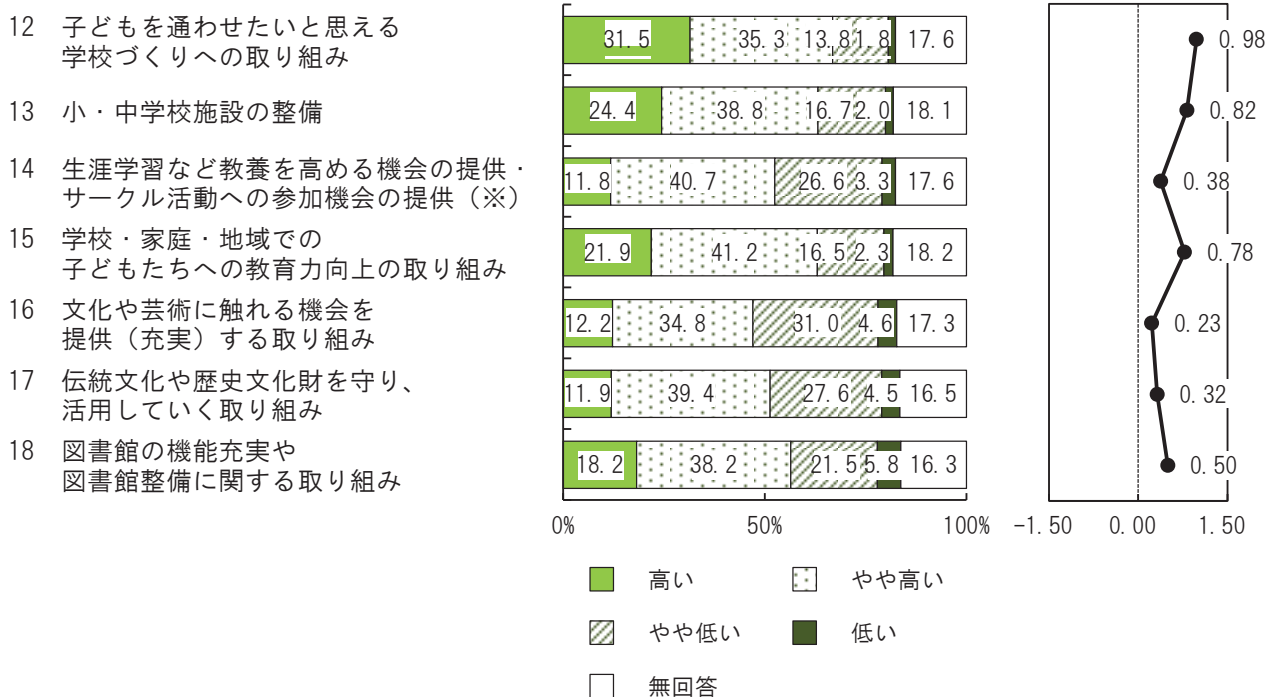 12 子どもを通わせたいと思える
学校づくりへの取り組み
31.5 35.3 13.8 1.8 17.6
0.98
13 小・中学校施設の整備
24.4 38.8 16.7 2.0 18.1
0.82
14 生涯学習など教養を高める機会の提供・
サークル活動への参加機会の提供（※）
11.8 40.7 26.6 3.3 17.6
0.38
15 学校・家庭・地域での
子どもたちへの教育力向上の取り組み
21.9 41.2 16.5 2.3 18.2
0.78
16 文化や芸術に触れる機会を
提供（充実）する取り組み
12.2 34.8 31.0 4.6 17.3
0.23
17 伝統文化や歴史文化財を守り、
活用していく取り組み
11.9 39.4 27.6 4.5 16.5
0.32
18 図書館の機能充実や
図書館整備に関する取り組み
18.2 38.2 21.5 5.8 16.3
0.50
0% 50% 100%
-1.50 0.00 1.50
高い やや高い
やや低い 低い
無回答